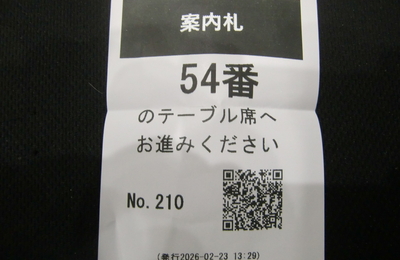 案内札
54番
のテーブル席へ
お進みください
No. 210
(発行2026-02-23 13:29)